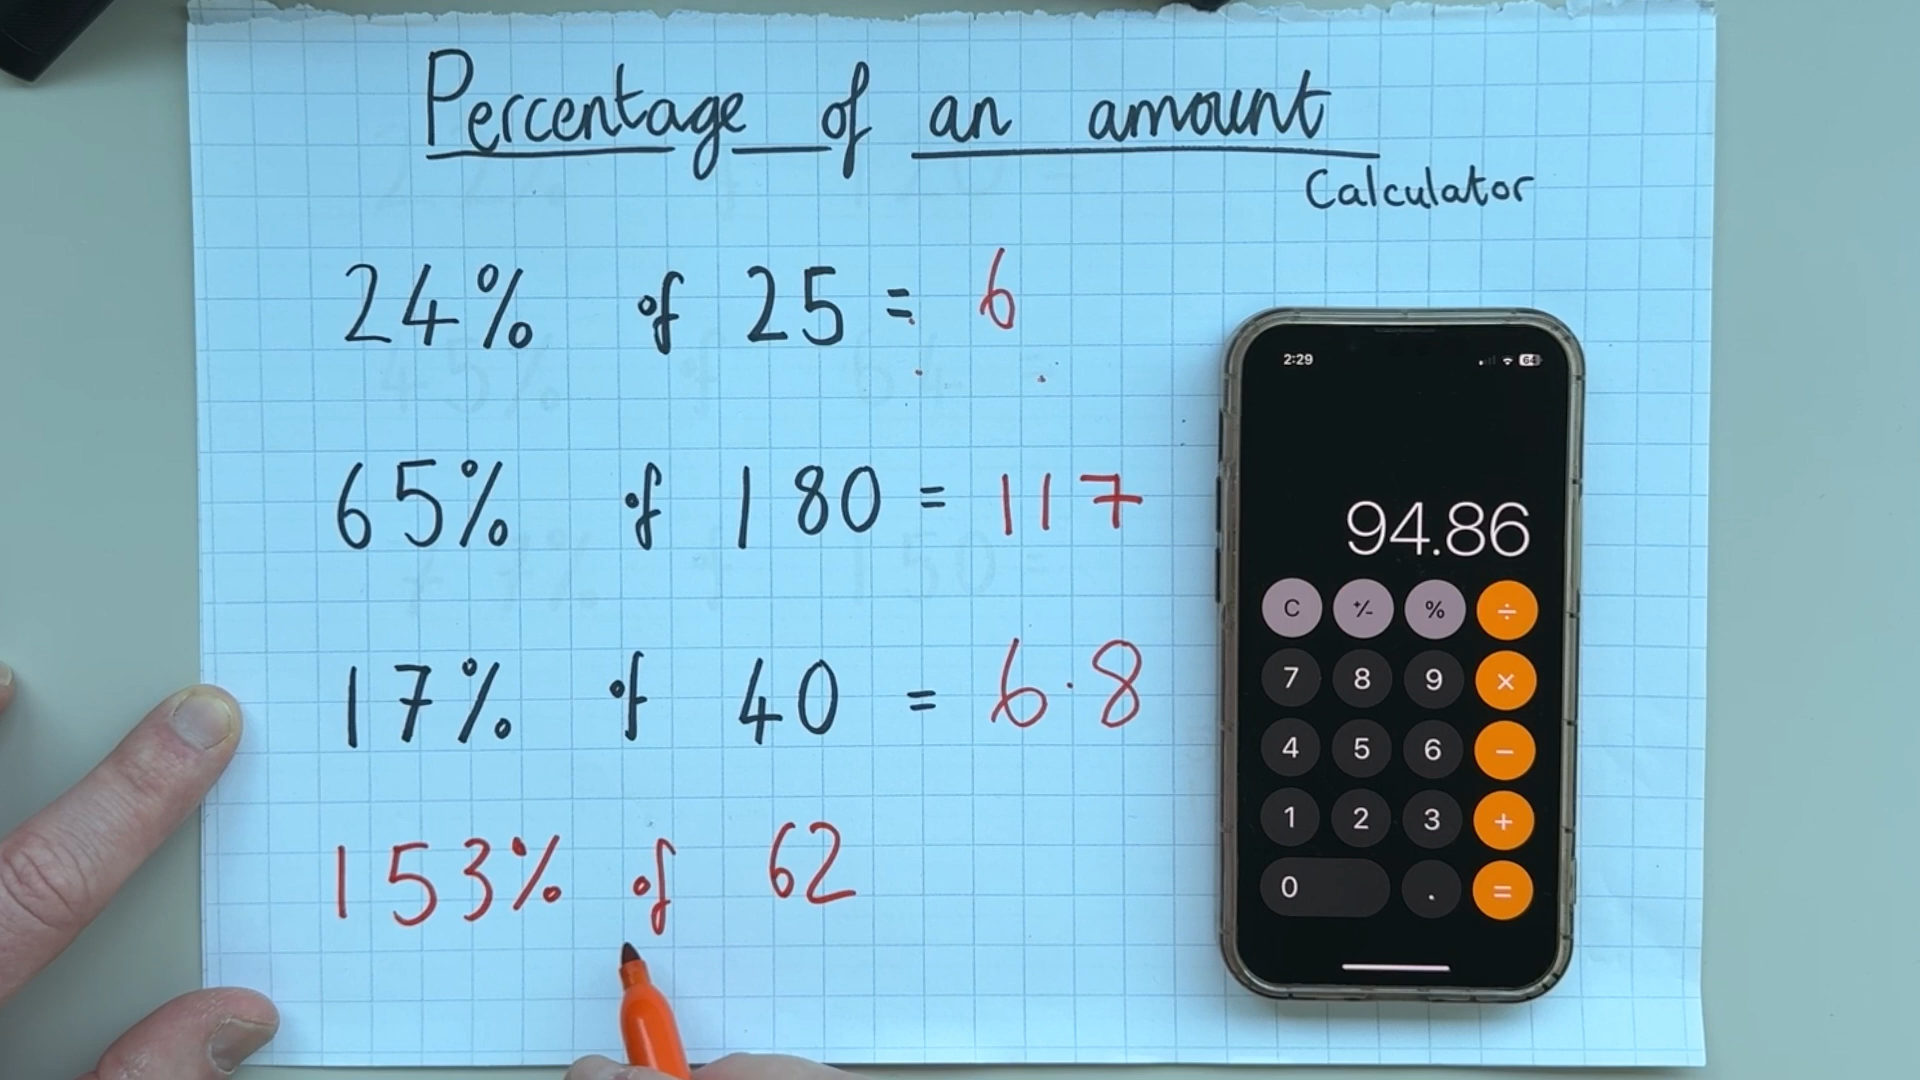 Percentage of an amount
Calculator
24% of 25 = 6
65% of 180 = 117
17% of 40 = 6.8
153% of 62
2:29
64
94.86
C +/- % ÷
7 8 9 ×
4 5 6 −
1 2 3 +
0 . =